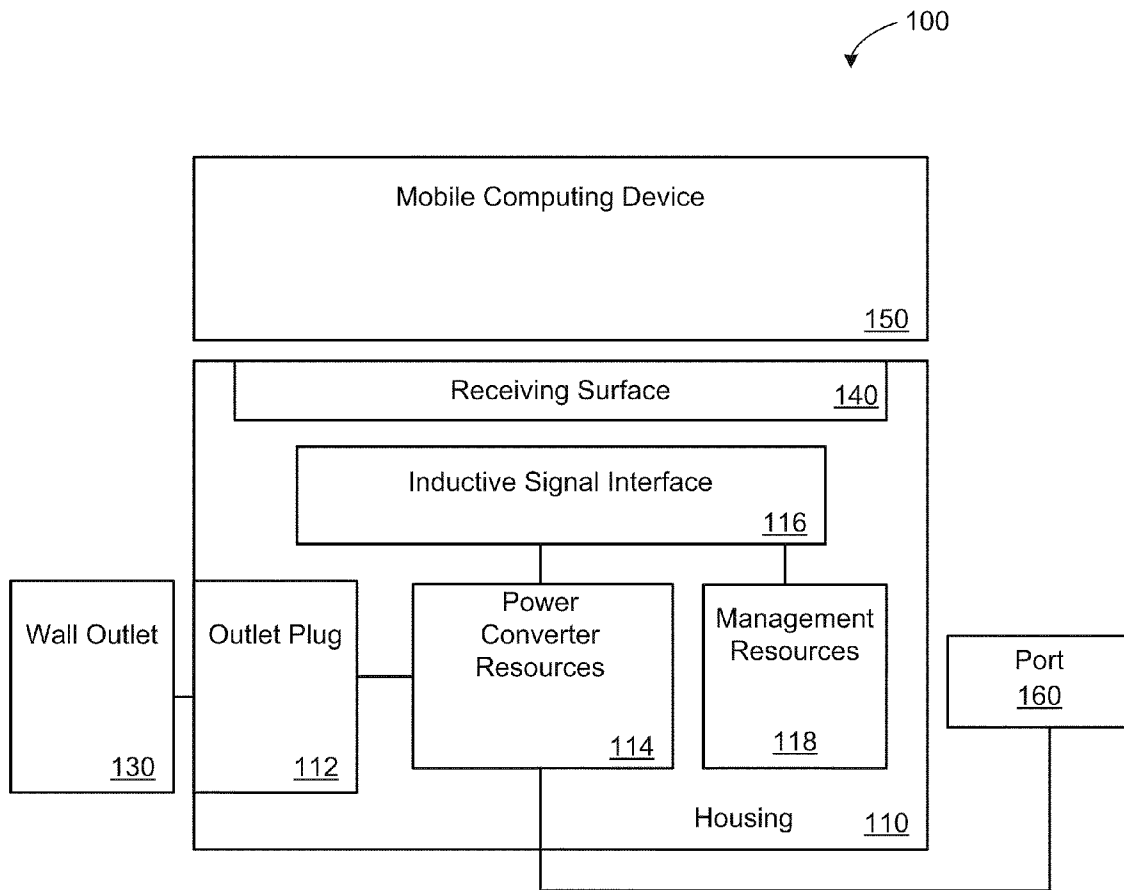 100
Mobile Computing Device
150
Receiving Surface
140
Inductive Signal Interface
116
Wall Outlet
130
Outlet Plug
112
Power
Converter
Resources
114
Management
Resources
118
Port
160
Housing
110